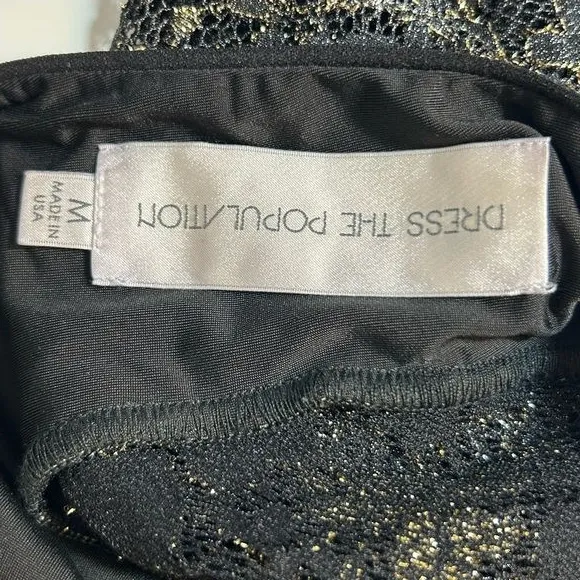 DRESS THE POPULATION
M
MADE IN
USA